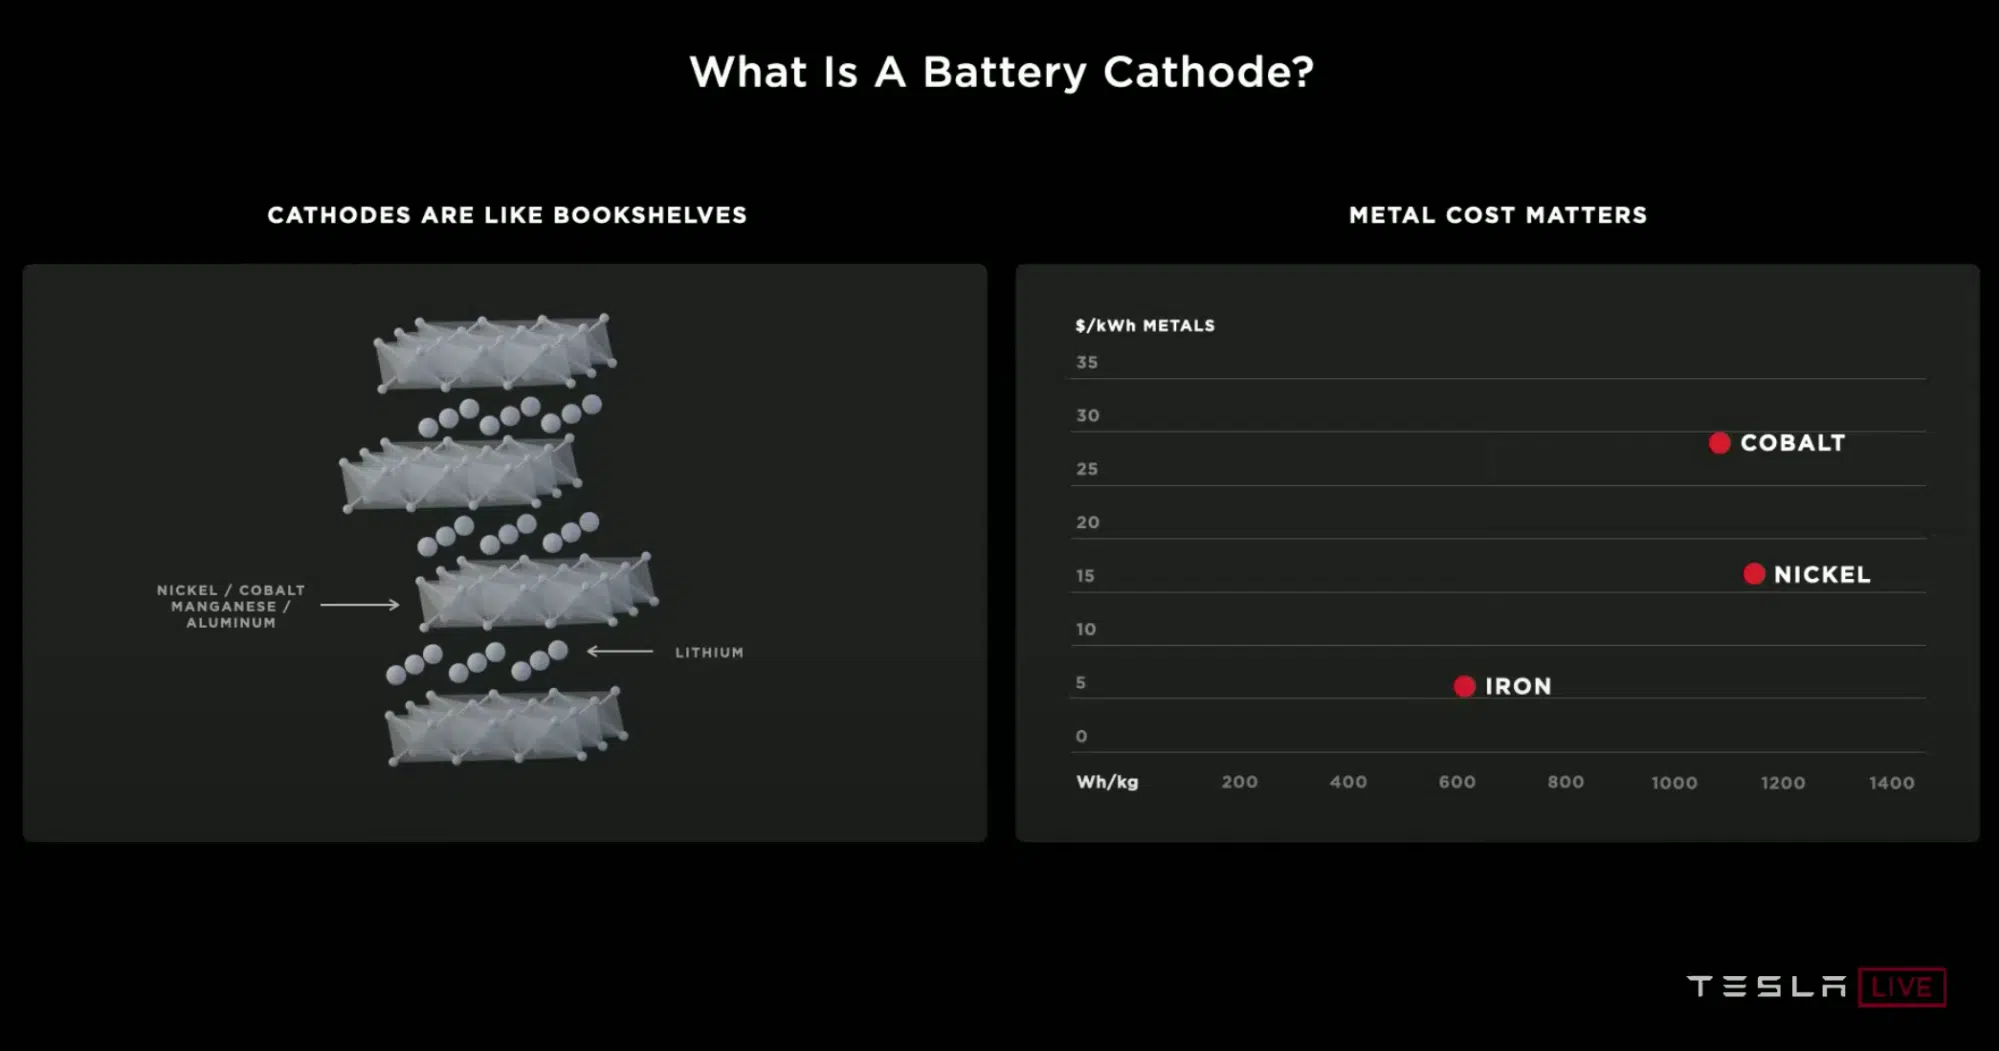 What Is A Battery Cathode?
CATHODES ARE LIKE BOOKSHELVES
NICKEL / COBALT
MANGANESE /
ALUMINUM
LITHIUM
METAL COST MATTERS
$/kWh METALS
35
30
COBALT
25
20
15
NICKEL
10
5
IRON
0
Wh/kg 200 400 600 800 1000 1200 1400
TESLA LIVE